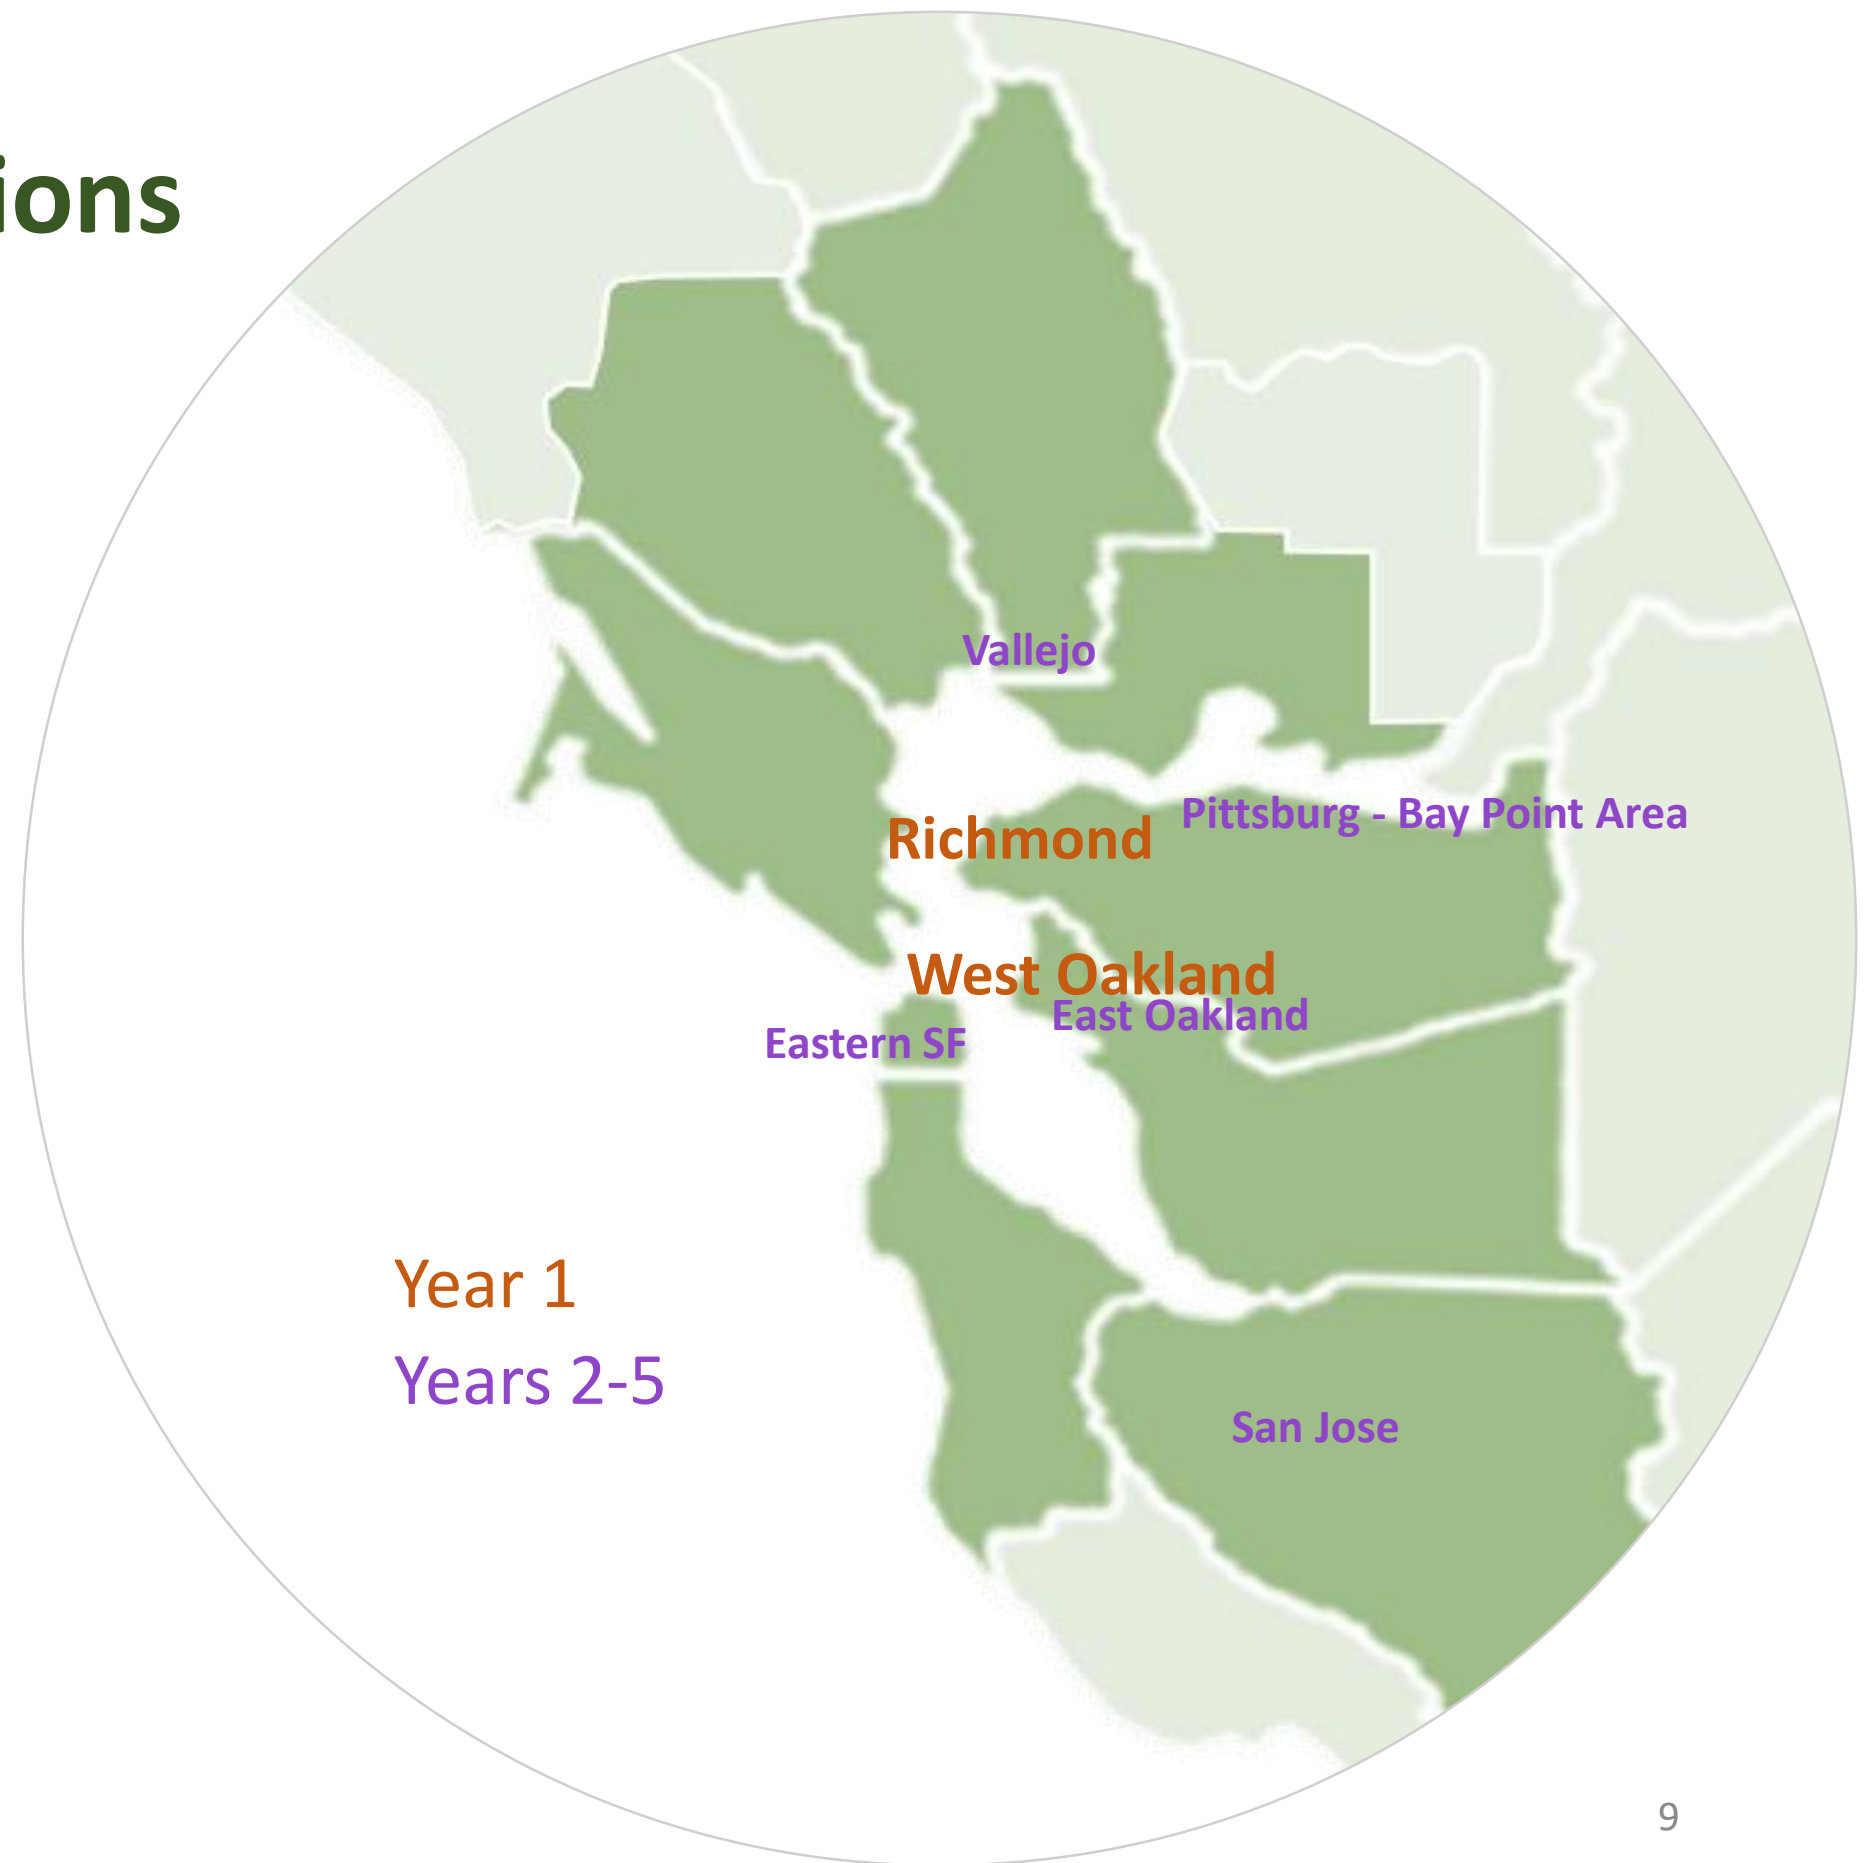 ions
Vallejo
Pittsburg - Bay Point Area
Richmond
West Oakland
East Oakland
Eastern SF
Year 1
Years 2-5
San Jose
9